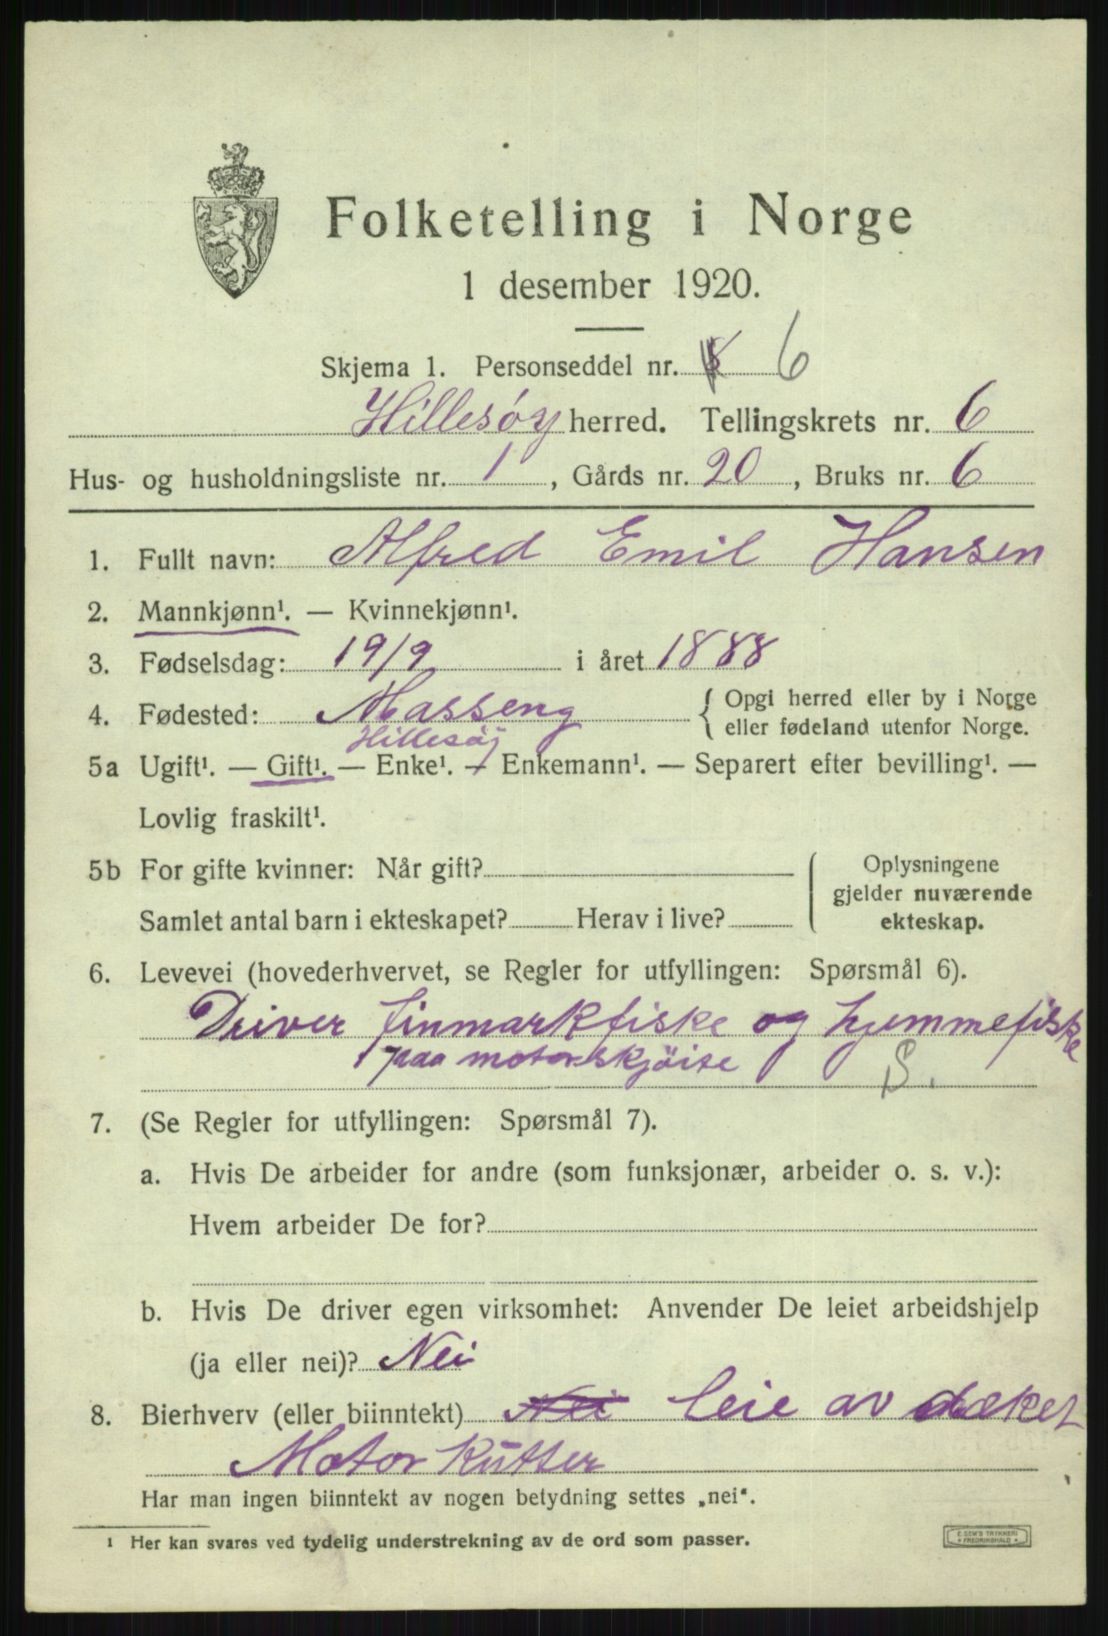 Folketelling i Norge
1 desember 1920.
Skjema 1. Personseddel nr. 6
Hillesøy herred. Tellingskrets nr. 6
Hus- og husholdningsliste nr. 1, Gårds nr. 20, Bruks nr. 6
1. Fullt navn: Alfred Emil Hansen
2. Mannkjønn¹. — Kvinnekjønn¹.
3. Fødselsdag: 19/9 i året 1888
4. Fødested: Masseng { Opgi herred eller by i Norge
eller fødeland utenfor Norge.
Hillesøy
5a Ugift¹. — Gift¹. — Enke¹. — Enkemann¹. — Separert efter bevilling¹. —
Lovlig fraskilt¹.
5b For gifte kvinner: Når gift?
Samlet antal barn i ekteskapet? Herav i live?
Oplysningene
gjelder nuværende
ekteskap.
6. Levevei (hovederhvervet, se Regler for utfyllingen: Spørsmål 6).
Driver finmarkfiske og hjemmefiske
paa motorskjöite S.
7. (Se Regler for utfyllingen: Spørsmål 7).
a. Hvis De arbeider for andre (som funksjonær, arbeider o. s. v.):
Hvem arbeider De for?
b. Hvis De driver egen virksomhet: Anvender De leiet arbeidshjelp
(ja eller nei)? Nei
8. Bierhverv (eller biinntekt) Nei leie av dæket
Motor Kutter
Har man ingen biinntekt av nogen betydning settes „nei“.
¹ Her kan svares ved tydelig understrekning av de ord som passer.
E. SEM'S TRYKKERI
FREDRIKSHALD